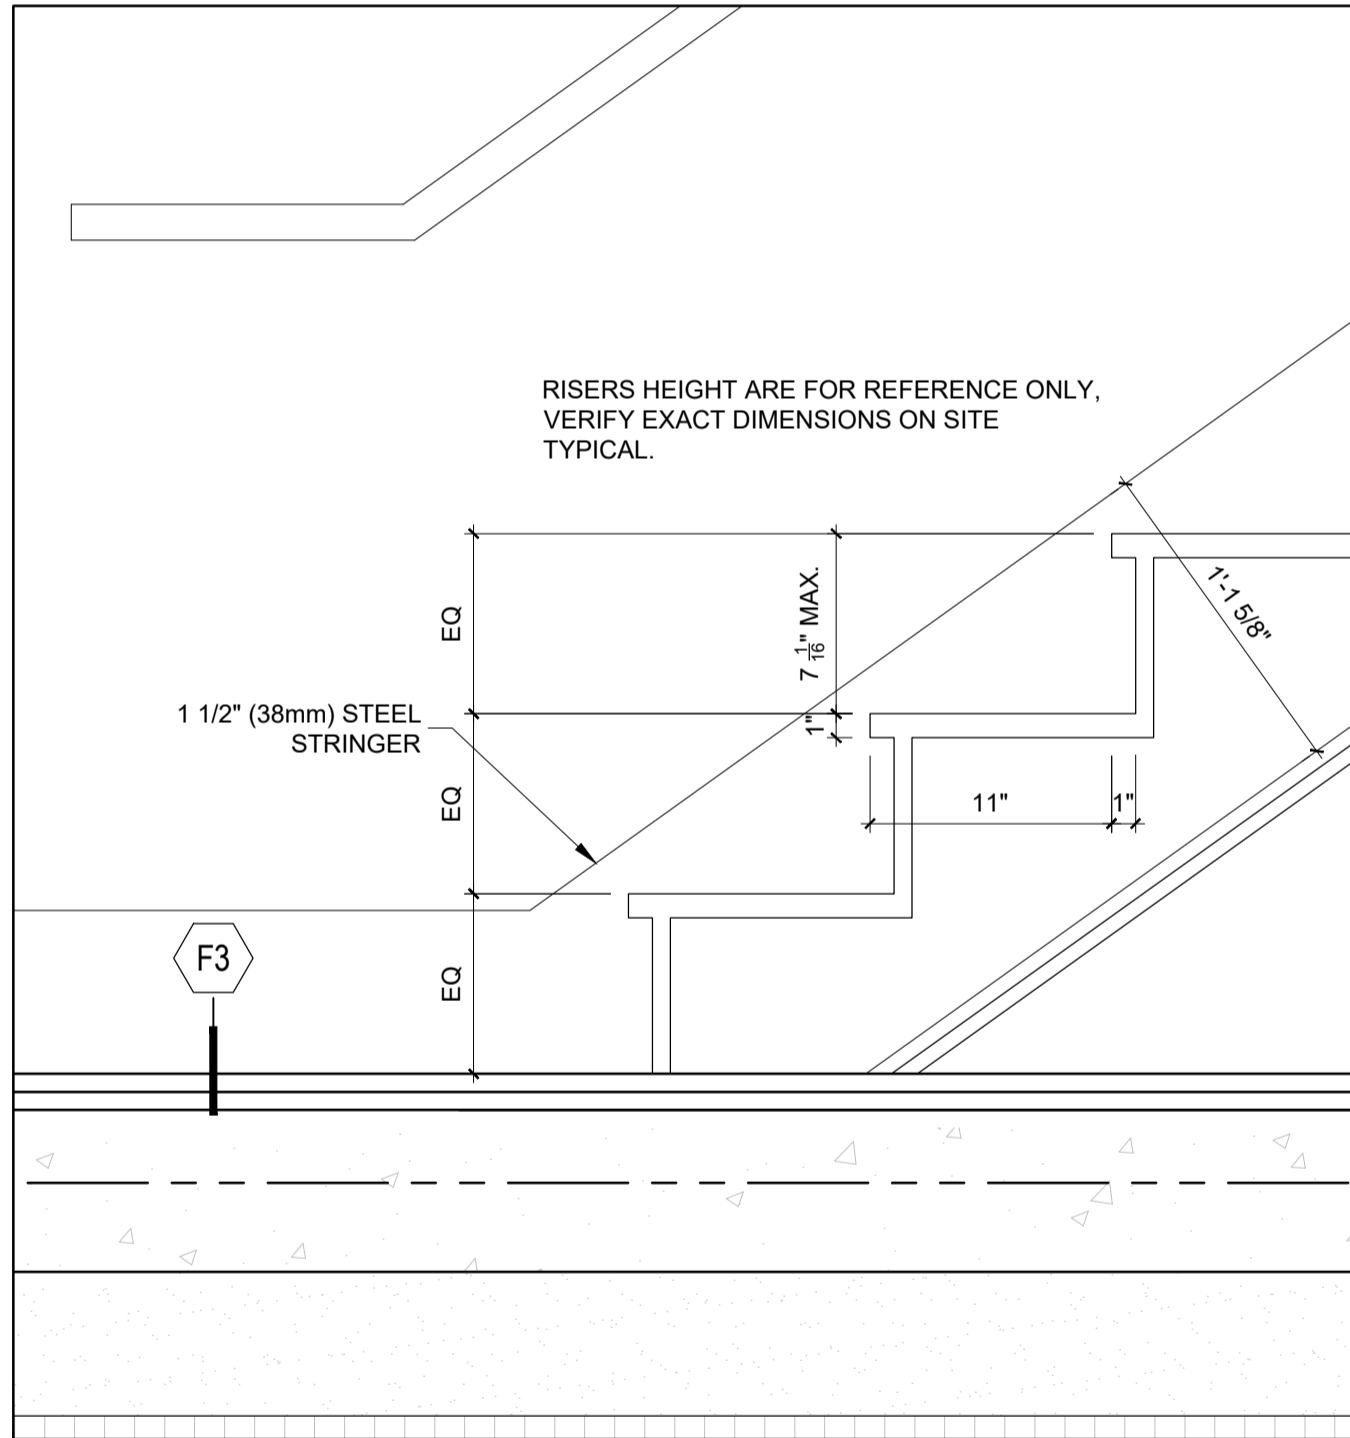 RISERS HEIGHT ARE FOR REFERENCE ONLY,
VERIFY EXACT DIMENSIONS ON SITE
TYPICAL.
EQ
7 1/16" MAX.
1'-1 5/8"
1 1/2" (38mm) STEEL
STRINGER
1"
EQ
11"
1"
F3
EQ